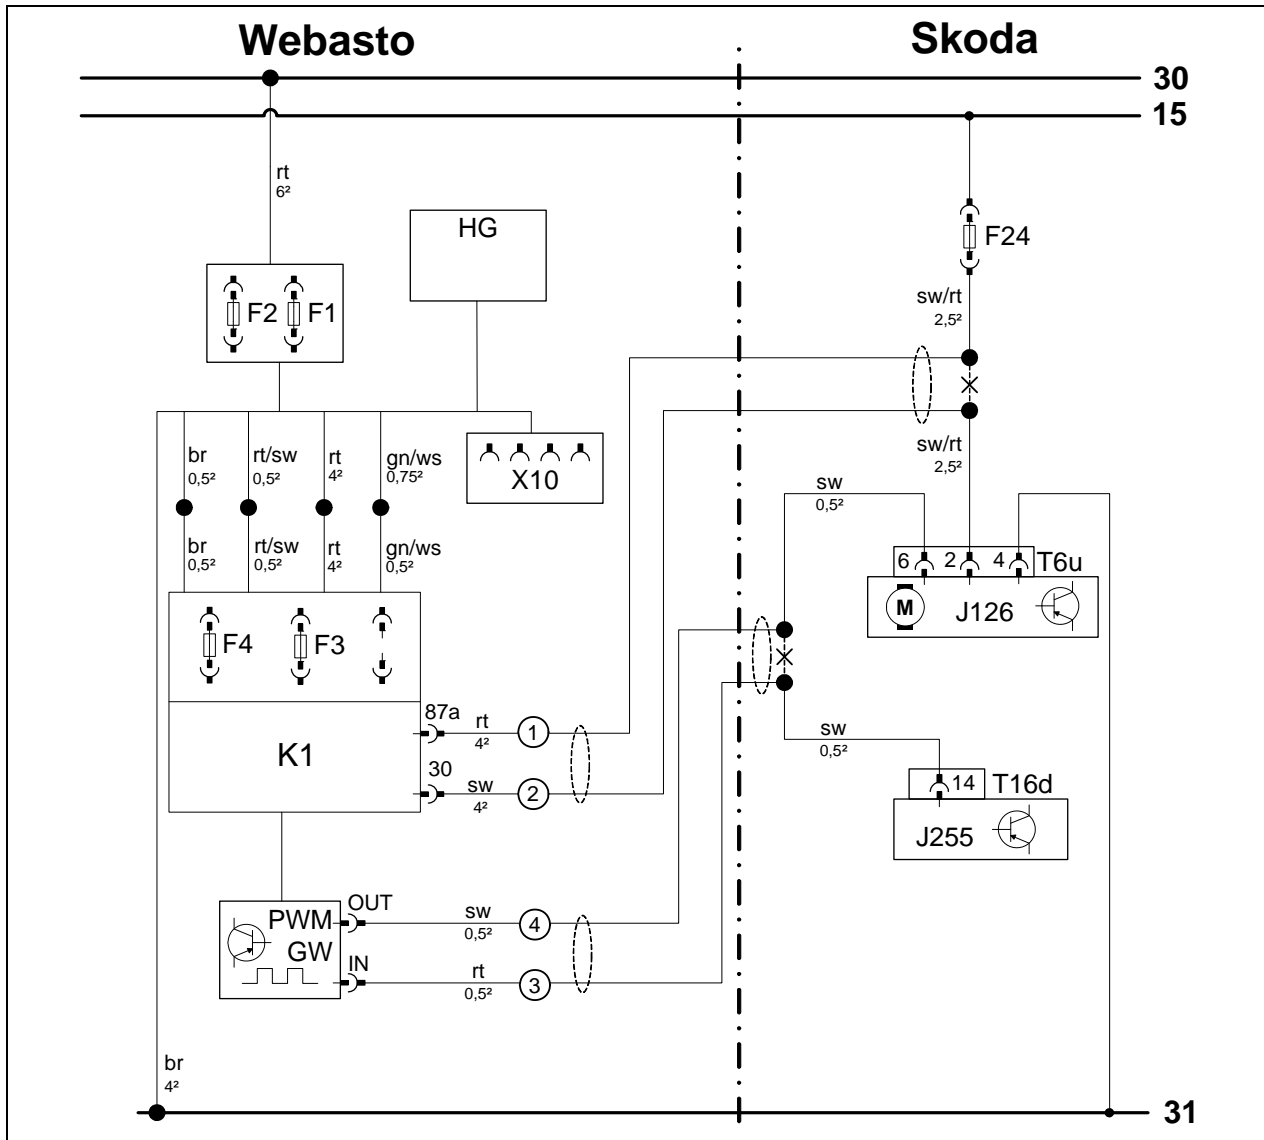 Webasto
Skoda
30
15
rt
6²
HG
F2
F1
F24
sw/rt
2,5²
br
0,5²
rt/sw
0,5²
rt
4²
gn/ws
0,75²
X10
sw/rt
2,5²
sw
0,5²
br
0,5²
rt/sw
0,5²
rt
4²
gn/ws
0,5²
6
2
4
T6u
M
J126
F4
F3
87a
rt
4²
1
K1
30
sw
4²
2
sw
0,5²
14
T16d
J255
PWM
GW
OUT
sw
0,5²
4
IN
rt
0,5²
3
br
4²
31